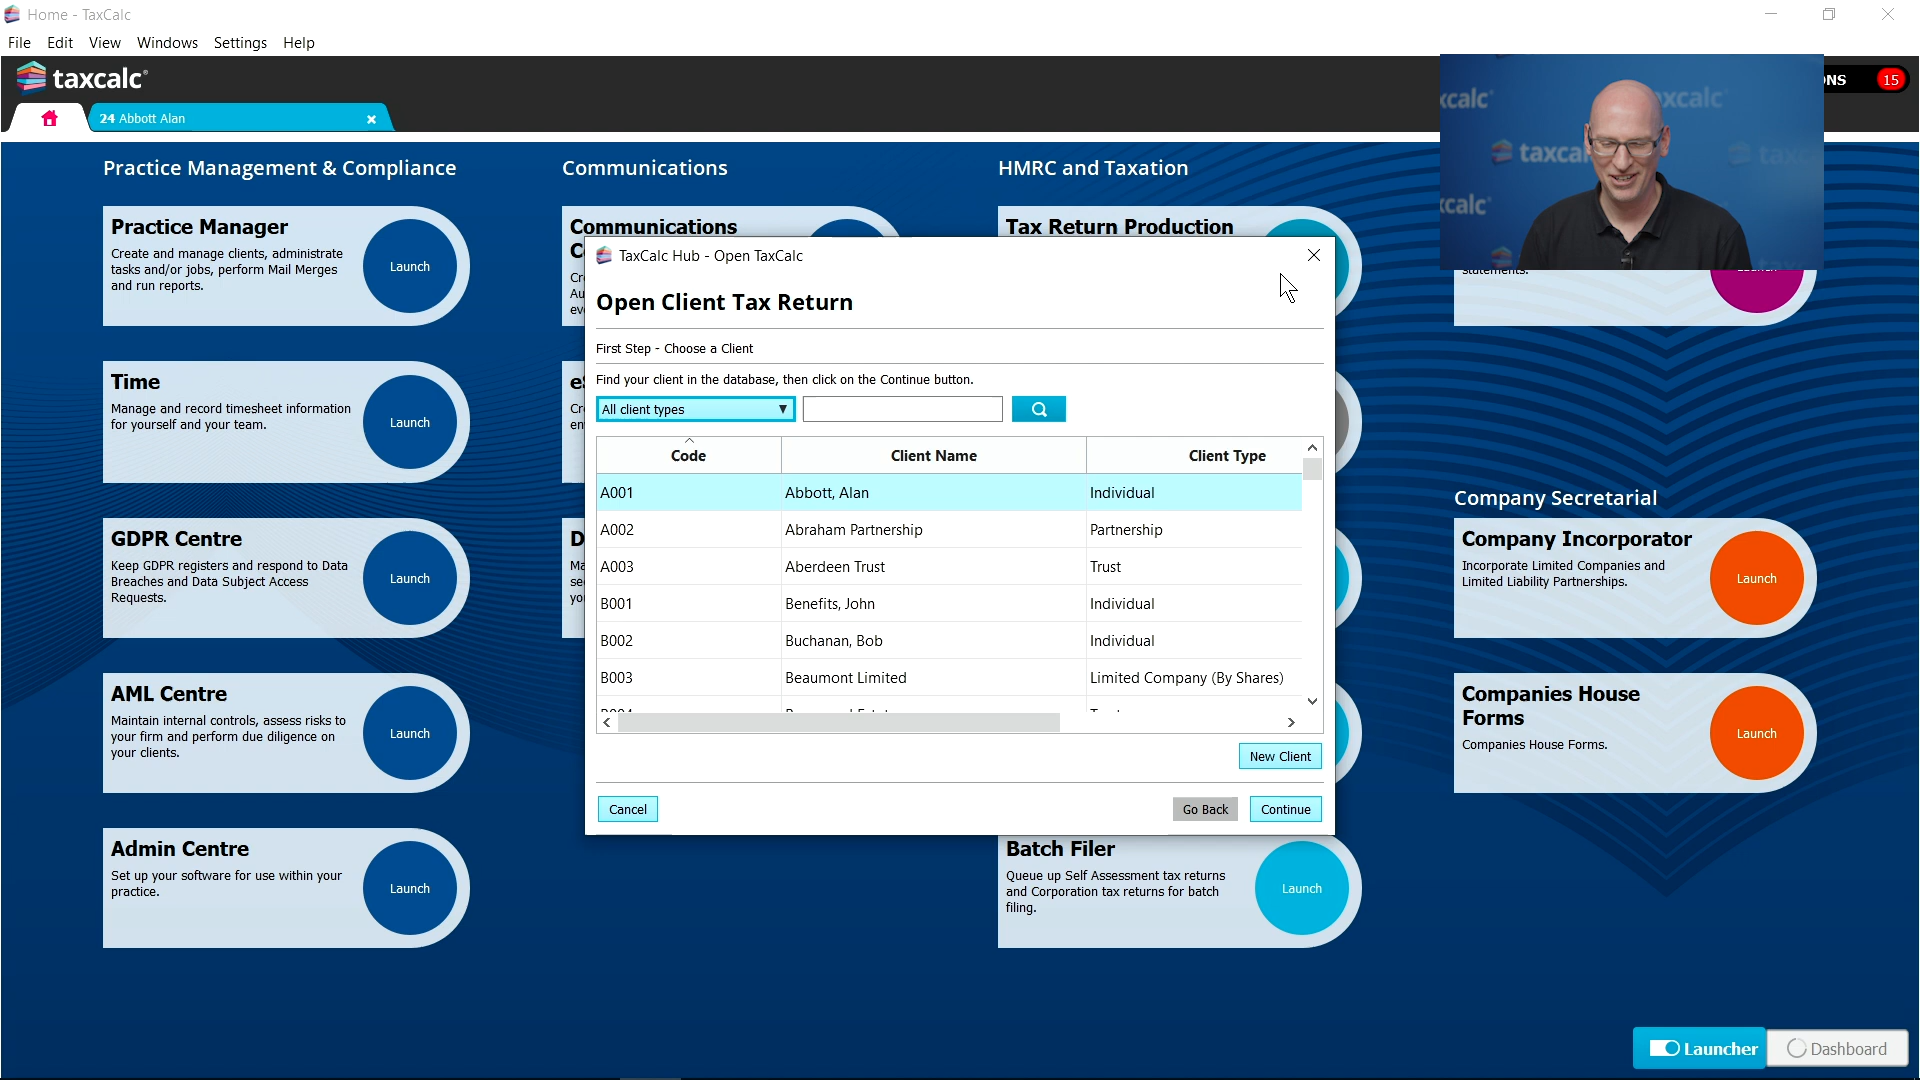 Home - TaxCalc
File Edit View Windows Settings Help
taxcalc
24 Abbott Alan
15
Practice Management & Compliance
Practice Manager
Create and manage clients, administrate
tasks and/or jobs, perform Mail Merges
and run reports.
Launch
Time
Manage and record timesheet information
for yourself and your team.
Launch
GDPR Centre
Keep GDPR registers and respond to Data
Breaches and Data Subject Access
Requests.
Launch
AML Centre
Maintain internal controls, assess risks to
your firm and perform due diligence on
your clients.
Launch
Admin Centre
Set up your software for use within your
practice.
Launch
Communications
Communications
HMRC and Taxation
Tax Return Production
TaxCalc Hub - Open TaxCalc
Open Client Tax Return
First Step - Choose a Client
Find your client in the database, then click on the Continue button.
All client types
Code Client Name Client Type
A001 Abbott, Alan Individual
A002 Abraham Partnership Partnership
A003 Aberdeen Trust Trust
B001 Benefits, John Individual
B002 Buchanan, Bob Individual
B003 Beaumont Limited Limited Company (By Shares)
New Client
Cancel Go Back Continue
Batch Filer
Queue up Self Assessment tax returns
and Corporation tax returns for batch
filing.
Launch
statements.
Company Secretarial
Company Incorporator
Incorporate Limited Companies and
Limited Liability Partnerships.
Launch
Companies House
Forms
Companies House Forms.
Launch
Launcher Dashboard